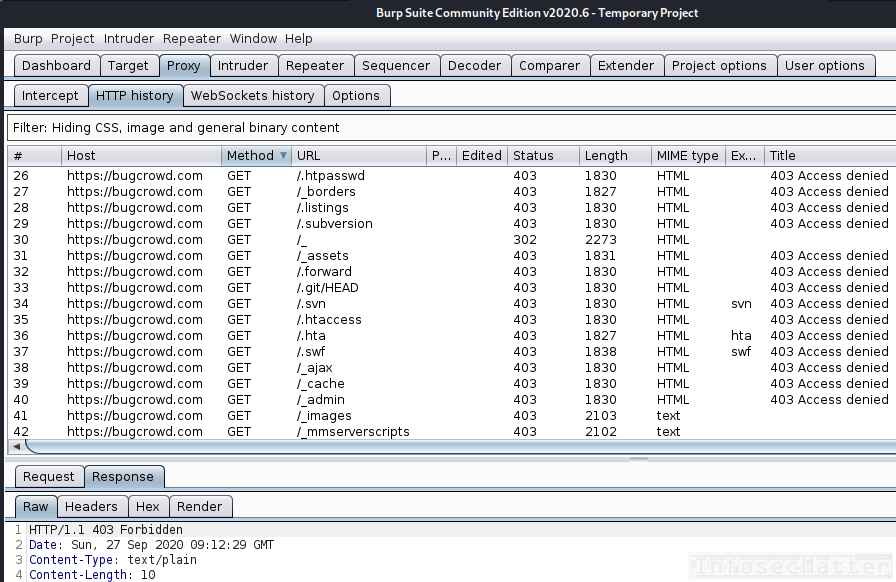 Burp Suite Community Edition v2020.6 - Temporary Project
Burp Project Intruder Repeater Window Help
Dashboard Target Proxy Intruder Repeater Sequencer Decoder Comparer Extender Project options User options
Intercept HTTP history WebSockets history Options
Filter: Hiding CSS, image and general binary content
# Host Method URL P... Edited Status Length MIME type Ex... Title
26 https://bugcrowd.com GET /.htpasswd 403 1830 HTML 403 Access denied
27 https://bugcrowd.com GET /_borders 403 1827 HTML 403 Access denied
28 https://bugcrowd.com GET /.listings 403 1830 HTML 403 Access denied
29 https://bugcrowd.com GET /.subversion 403 1830 HTML 403 Access denied
30 https://bugcrowd.com GET /_ 302 2273 HTML
31 https://bugcrowd.com GET /_assets 403 1831 HTML 403 Access denied
32 https://bugcrowd.com GET /.forward 403 1830 HTML 403 Access denied
33 https://bugcrowd.com GET /.git/HEAD 403 1830 HTML 403 Access denied
34 https://bugcrowd.com GET /.svn 403 1830 HTML svn 403 Access denied
35 https://bugcrowd.com GET /.htaccess 403 1830 HTML 403 Access denied
36 https://bugcrowd.com GET /.hta 403 1827 HTML hta 403 Access denied
37 https://bugcrowd.com GET /.swf 403 1838 HTML swf 403 Access denied
38 https://bugcrowd.com GET /_ajax 403 1830 HTML 403 Access denied
39 https://bugcrowd.com GET /_cache 403 1830 HTML 403 Access denied
40 https://bugcrowd.com GET /_admin 403 1830 HTML 403 Access denied
41 https://bugcrowd.com GET /_images 403 2103 text
42 https://bugcrowd.com GET /_mmserverscripts 403 2102 text
Request Response
Raw Headers Hex Render
1 HTTP/1.1 403 Forbidden
2 Date: Sun, 27 Sep 2020 09:12:29 GMT
3 Content-Type: text/plain
4 Content-Length: 10